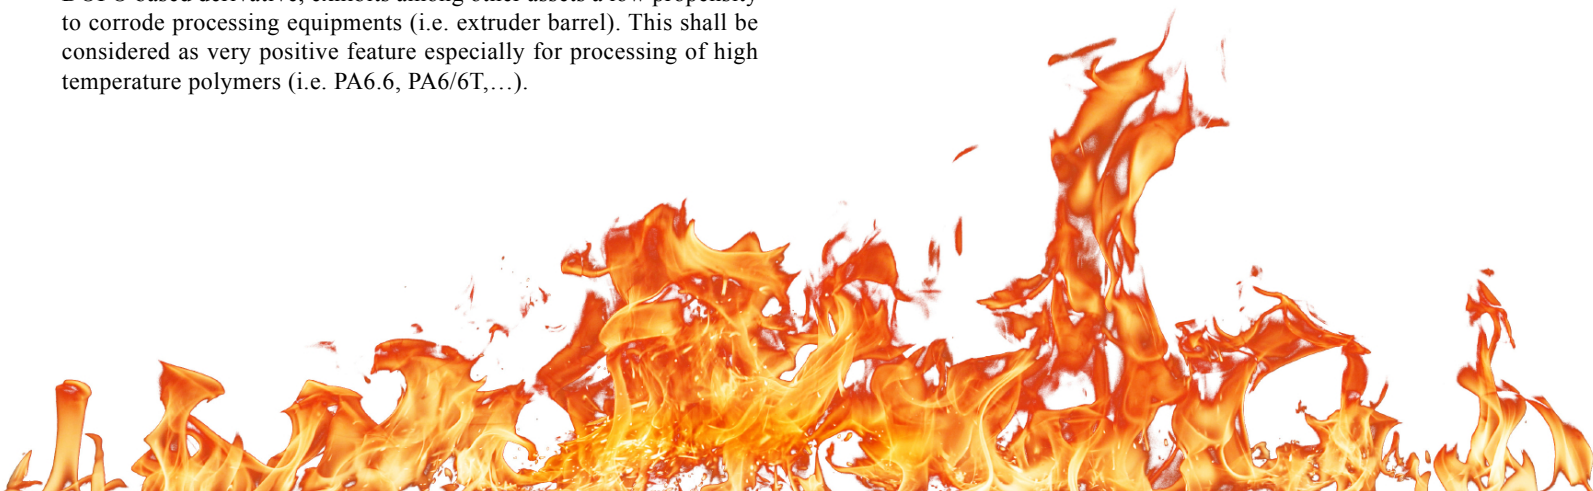 to corrode processing equipments (i.e. extruder barrel). This shall be
considered as very positive feature especially for processing of high
temperature polymers (i.e. PA6.6, PA6/6T,…).